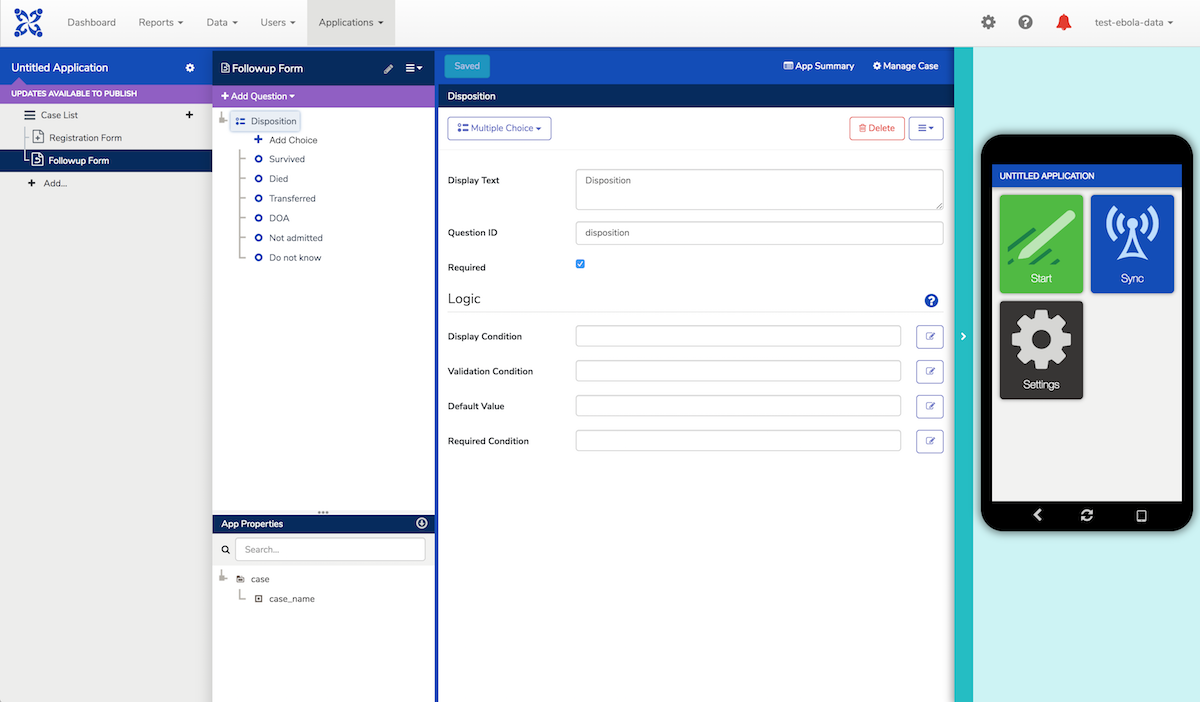 Dashboard
Reports
Data
Users
Applications
test-ebola-data
Untitled Application
UPDATES AVAILABLE TO PUBLISH
Case List
Registration Form
Followup Form
Add...
Followup Form
Add Question
Disposition
Add Choice
Survived
Died
Transferred
DOA
Not admitted
Do not know
App Properties
Search...
case
case_name
Saved
App Summary
Manage Case
Disposition
Multiple Choice
Delete
Display Text
Disposition
Question ID
disposition
Required
Logic
Display Condition
Validation Condition
Default Value
Required Condition
UNTITLED APPLICATION
Start
Sync
Settings